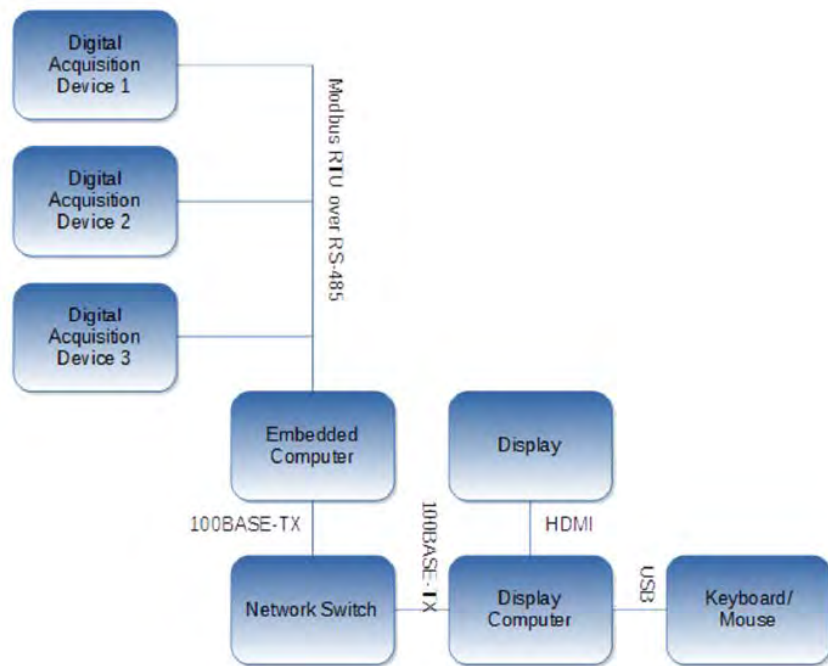 Digital
Acquisition
Device 1
Modbus RTU over RS-485
Digital
Acquisition
Device 2
Digital
Acquisition
Device 3
Embedded
Computer
Display
100BASE-TX
100BASE-TX
HDMI
Network Switch
Display
Computer
USB
Keyboard/
Mouse